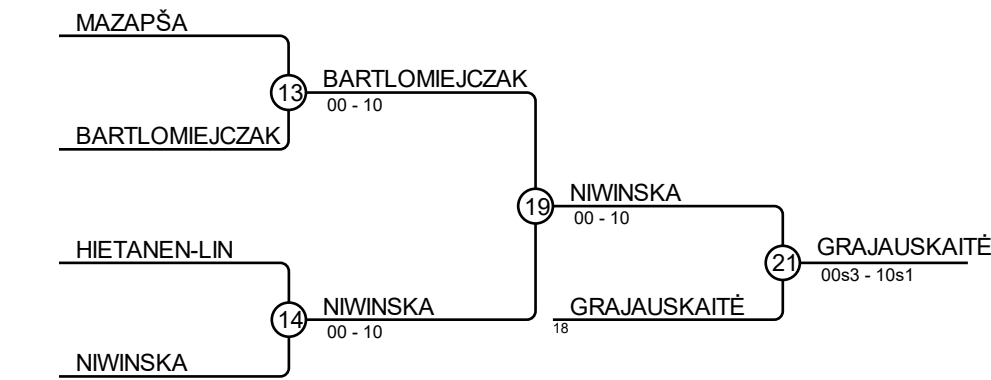 MAZAPŠA
13
BARTLOMIEJCZAK
00 - 10
BARTLOMIEJCZAK
19
NIWINSKA
00 - 10
HIETANEN-LIN
14
NIWINSKA
00 - 10
NIWINSKA
GRAJAUSKAITĖ
18
21
GRAJAUSKAITĖ
00s3 - 10s1